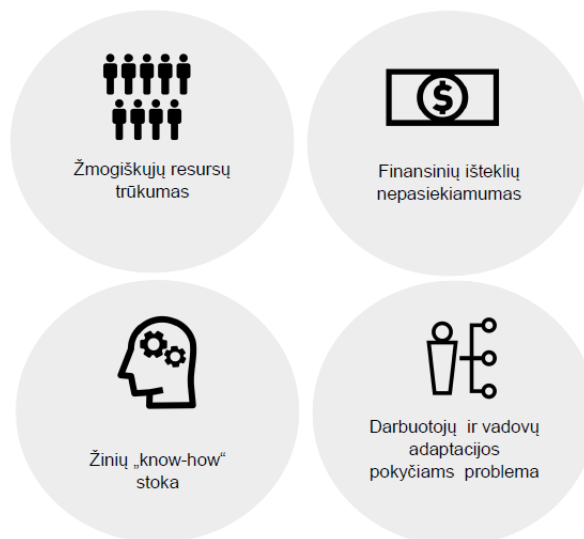 Žmogiškųjų resursų
trūkumas
$
Finansinių išteklių
nepasiekiamumas
Žinių „know-how“
stoka
Darbuotojų ir vadovų
adaptacijos
pokyčiams problema